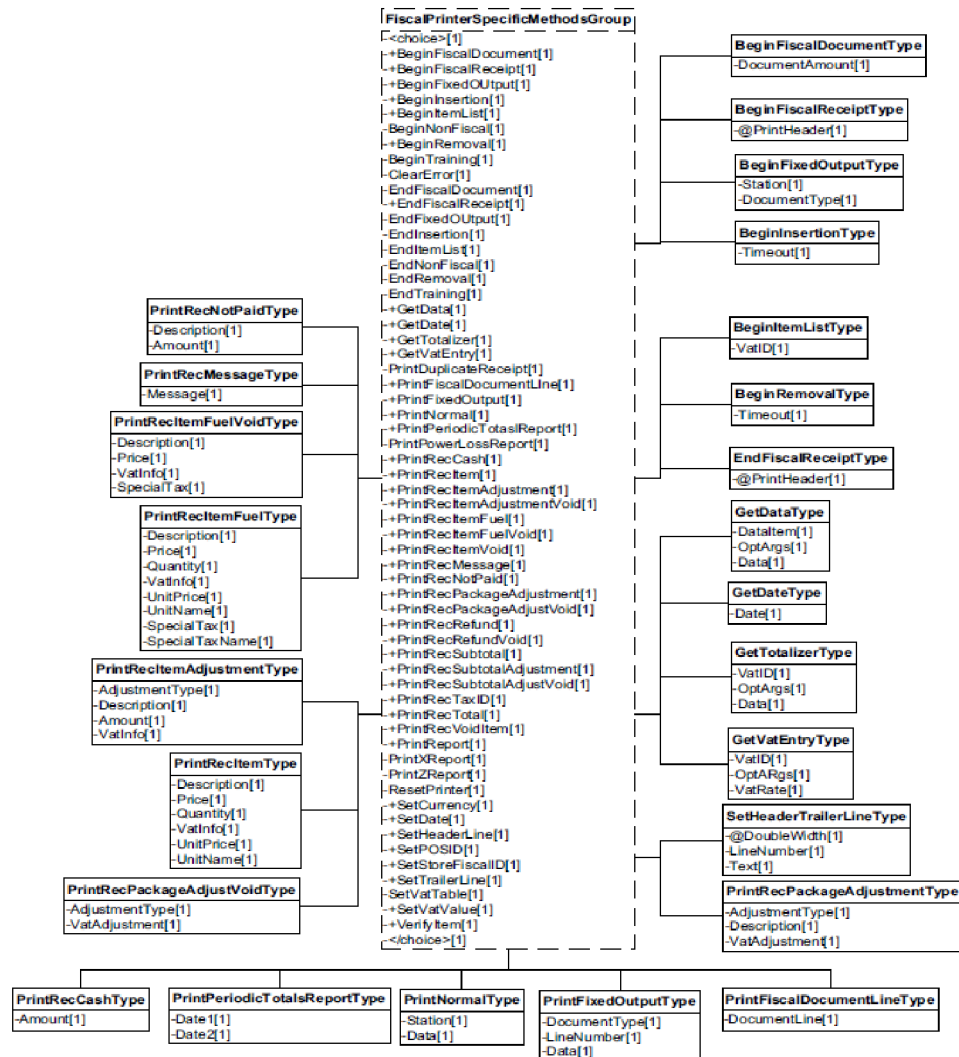 FiscalPrinterSpecificMethodsGroup
-<choice>[1]
-+BeginFiscalDocument[1]
-+BeginFiscalReceipt[1]
-+BeginFixedOUtput[1]
-+BeginInsertion[1]
-+BeginItemList[1]
-BeginNonFiscal[1]
-+BeginRemoval[1]
-BeginTraining[1]
-ClearError[1]
-EndFiscalDocument[1]
-+EndFiscalReceipt[1]
-EndFixedOUtput[1]
-EndInsertion[1]
-EndItemList[1]
-EndNonFiscal[1]
-EndRemoval[1]
-EndTraining[1]
-+GetData[1]
-+GetDate[1]
-+GetTotalizer[1]
-+GetVatEntry[1]
-PrintDuplicateReceipt[1]
-+PrintFiscalDocumentLIne[1]
-+PrintFixedOutput[1]
-+PrintNormal[1]
-+PrintPeriodicTotaslReport[1]
-PrintPowerLossReport[1]
-+PrintRecCash[1]
-+PrintRecItem[1]
-+PrintRecItemAdjustment[1]
-+PrintRecItemAdjustmentVoid[1]
-+PrintRecItemFuel[1]
-+PrintRecItemFuelVoid[1]
-+PrintRecItemVoid[1]
-+PrintRecMessage[1]
-+PrintRecNotPaid[1]
-+PrintRecPackageAdjustment[1]
-+PrintRecPackageAdjustVoid[1]
-+PrintRecRefund[1]
-+PrintRecRefundVoid[1]
-+PrintRecSubtotal[1]
-+PrintRecSubtotalAdjustment[1]
-+PrintRecSubtotalAdjustVoid[1]
-+PrintRecTaxID[1]
-+PrintRecTotal[1]
-+PrintRecVoidItem[1]
-+PrintReport[1]
-PrintXReport[1]
-PrintZReport[1]
-ResetPrinter[1]
-+SetCurrency[1]
-+SetDate[1]
-+SetHeaderLine[1]
-+SetPOSID[1]
-+SetStoreFiscalID[1]
-+SetTrailerLine[1]
-SetVatTable[1]
-+SetVatValue[1]
-+VerifyItem[1]
-</choice>[1]
PrintRecNotPaidType
-Description[1]
-Amount[1]
PrintRecMessageType
-Message[1]
PrintRecItemFuelVoidType
-Description[1]
-Price[1]
-VatInfo[1]
-SpecialTax[1]
PrintRecItemFuelType
-Description[1]
-Price[1]
-Quantity[1]
-VatInfo[1]
-UnitPrice[1]
-UnitName[1]
-SpecialTax[1]
-SpecialTaxName[1]
PrintRecItemAdjustmentType
-AdjustmentType[1]
-Description[1]
-Amount[1]
-VatInfo[1]
PrintRecItemType
-Description[1]
-Price[1]
-Quantity[1]
-VatInfo[1]
-UnitPrice[1]
-UnitName[1]
PrintRecPackageAdjustVoidType
-AdjustmentType[1]
-VatAdjustment[1]
BeginFiscalDocumentType
-DocumentAmount[1]
BeginFiscalReceiptType
-@PrintHeader[1]
BeginFixedOutputType
-Station[1]
-DocumentType[1]
BeginInsertionType
-Timeout[1]
BeginItemListType
-VatID[1]
BeginRemovalType
-Timeout[1]
EndFiscalReceiptType
-@PrintHeader[1]
GetDataType
-DataItem[1]
-OptArgs[1]
-Data[1]
GetDateType
-Date[1]
GetTotalizerType
-VatID[1]
-OptArgs[1]
-Data[1]
GetVatEntryType
-VatID[1]
-OptARgs[1]
-VatRate[1]
SetHeaderTrailerLineType
-@DoubleWidth[1]
-LineNumber[1]
-Text[1]
PrintRecPackageAdjustmentType
-AdjustmentType[1]
-Description[1]
-VatAdjustment[1]
PrintRecCashType
-Amount[1]
PrintPeriodicTotalsReportType
-Date1[1]
-Date2[1]
PrintNormalType
-Station[1]
-Data[1]
PrintFixedOutputType
-DocumentType[1]
-LineNumber[1]
-Data[1]
PrintFiscalDocumentLineType
-DocumentLine[1]